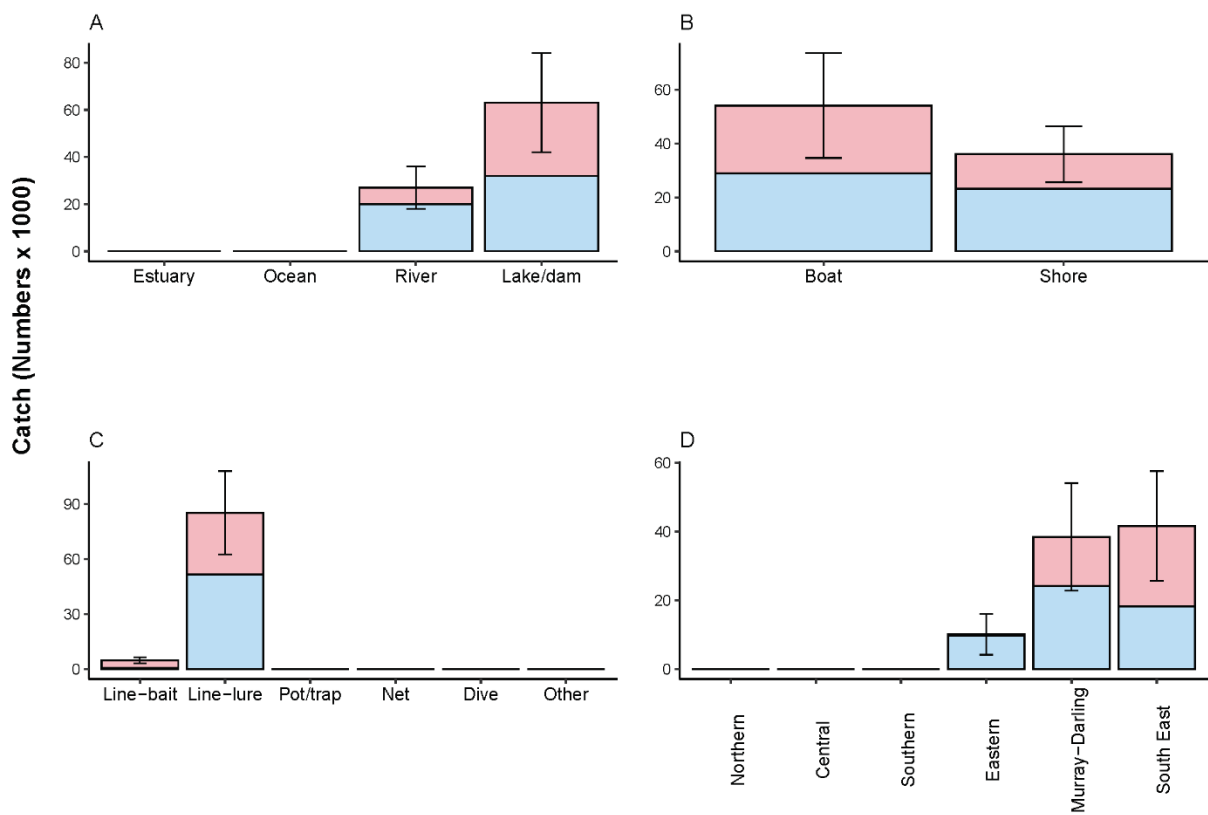 A
B
Catch (Numbers x 1000)
80
60
40
20
0
Estuary Ocean River Lake/dam
60
40
20
0
Boat Shore
C
D
90
60
30
0
Line−bait Line−lure Pot/trap Net Dive Other
60
40
20
0
Northern
Central
Southern
Eastern
Murray−Darling
South East